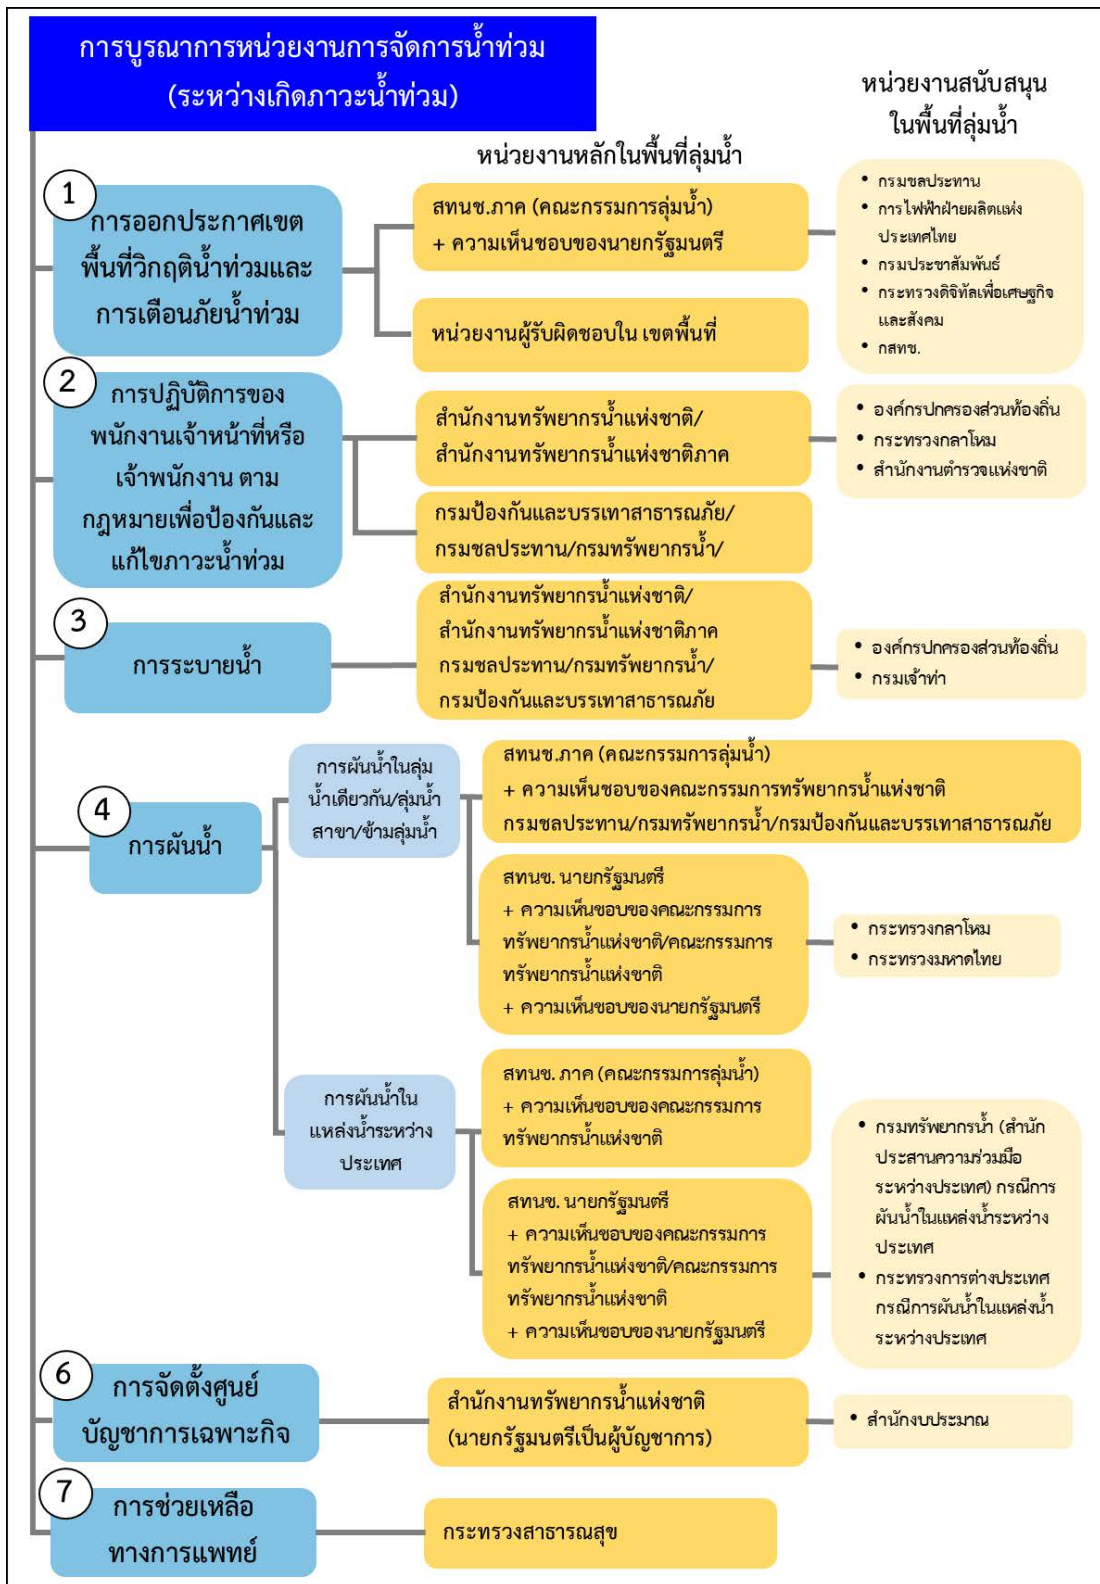 การบูรณาการหน่วยงานการจัดการน้ำท่วม
(ระหว่างเกิดภาวะน้ำท่วม)
หน่วยงานสนับสนุน
ในพื้นที่ลุ่มน้ำ
หน่วยงานหลักในพื้นที่ลุ่มน้ำ
1
การออกประกาศเขต
พื้นที่วิกฤติน้ำท่วมและ
การเตือนภัยน้ำท่วม
สทนช.ภาค (คณะกรรมการลุ่มน้ำ)
+ ความเห็นชอบของนายกรัฐมนตรี
หน่วยงานผู้รับผิดชอบใน เขตพื้นที่
• กรมชลประทาน
• การไฟฟ้าฝ่ายผลิตแห่ง
ประเทศไทย
• กรมประชาสัมพันธ์
• กระทรวงดิจิทัลเพื่อเศรษฐกิจ
และสังคม
• กสทช.
2
การปฏิบัติการของ
พนักงานเจ้าหน้าที่หรือ
เจ้าพนักงาน ตาม
กฎหมายเพื่อป้องกันและ
แก้ไขภาวะน้ำท่วม
สำนักงานทรัพยากรน้ำแห่งชาติ/
สำนักงานทรัพยากรน้ำแห่งชาติภาค
กรมป้องกันและบรรเทาสาธารณภัย/
กรมชลประทาน/กรมทรัพยากรน้ำ/
• องค์กรปกครองส่วนท้องถิ่น
• กระทรวงกลาโหม
• สำนักงานตำรวจแห่งชาติ
3
การระบายน้ำ
สำนักงานทรัพยากรน้ำแห่งชาติ/
สำนักงานทรัพยากรน้ำแห่งชาติภาค
กรมชลประทาน/กรมทรัพยากรน้ำ/
กรมป้องกันและบรรเทาสาธารณภัย
• องค์กรปกครองส่วนท้องถิ่น
• กรมเจ้าท่า
4
การผันน้ำ
การผันน้ำในลุ่ม
น้ำเดียวกัน/ลุ่มน้ำ
สาขา/ข้ามลุ่มน้ำ
สทนช.ภาค (คณะกรรมการลุ่มน้ำ)
+ ความเห็นชอบของคณะกรรมการทรัพยากรน้ำแห่งชาติ
กรมชลประทาน/กรมทรัพยากรน้ำ/กรมป้องกันและบรรเทาสาธารณภัย
สทนช. นายกรัฐมนตรี
+ ความเห็นชอบของคณะกรรมการ
ทรัพยากรน้ำแห่งชาติ/คณะกรรมการ
ทรัพยากรน้ำแห่งชาติ
+ ความเห็นชอบของนายกรัฐมนตรี
• กระทรวงกลาโหม
• กระทรวงมหาดไทย
การผันน้ำใน
แหล่งน้ำระหว่าง
ประเทศ
สทนช. ภาค (คณะกรรมการลุ่มน้ำ)
+ ความเห็นชอบของคณะกรรมการ
ทรัพยากรน้ำแห่งชาติ
สทนช. นายกรัฐมนตรี
+ ความเห็นชอบของคณะกรรมการ
ทรัพยากรน้ำแห่งชาติ/คณะกรรมการ
ทรัพยากรน้ำแห่งชาติ
+ ความเห็นชอบของนายกรัฐมนตรี
• กรมทรัพยากรน้ำ (สำนัก
ประสานความร่วมมือ
ระหว่างประเทศ) กรณีการ
ผันน้ำในแหล่งน้ำระหว่าง
ประเทศ
• กระทรวงการต่างประเทศ
กรณีการผันน้ำในแหล่งน้ำ
ระหว่างประเทศ
6
การจัดตั้งศูนย์
บัญชาการเฉพาะกิจ
สำนักงานทรัพยากรน้ำแห่งชาติ
(นายกรัฐมนตรีเป็นผู้บัญชาการ)
• สำนักงบประมาณ
7
การช่วยเหลือ
ทางการแพทย์
กระทรวงสาธารณสุข